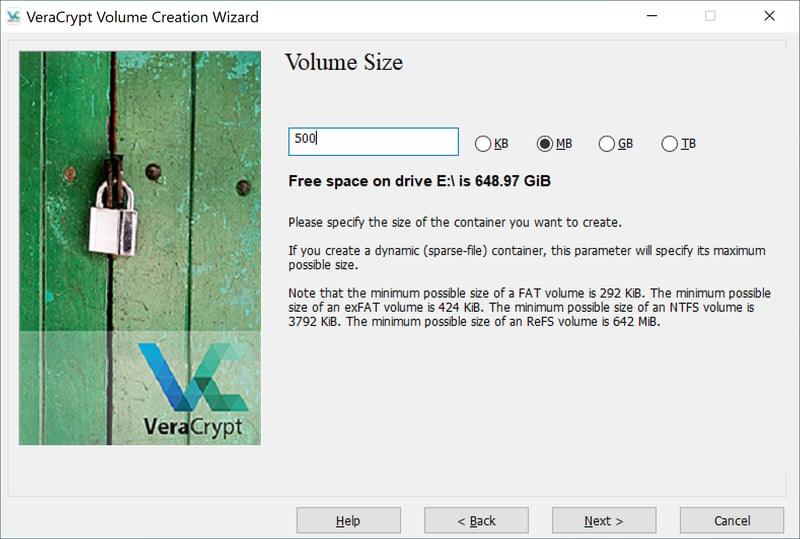 VeraCrypt Volume Creation Wizard
Volume Size
500 KB MB GB TB
Free space on drive E:\ is 648.97 GiB
Please specify the size of the container you want to create.
If you create a dynamic (sparse-file) container, this parameter will specify its maximum
possible size.
Note that the minimum possible size of a FAT volume is 292 KiB. The minimum possible
size of an exFAT volume is 424 KiB. The minimum possible size of an NTFS volume is
3792 KiB. The minimum possible size of an ReFS volume is 642 MiB.
VeraCrypt
Help < Back Next > Cancel